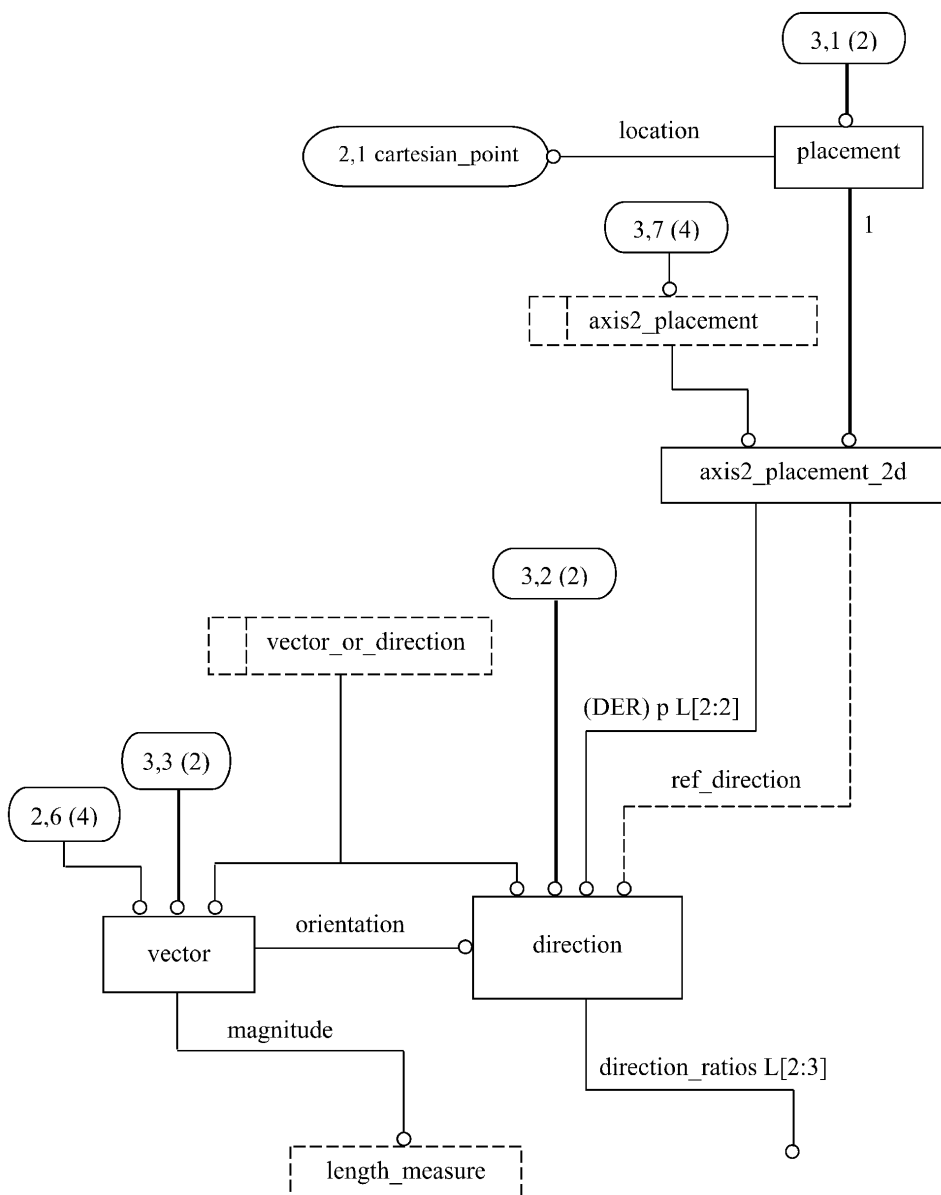 3,1 (2)
location
2,1 cartesian_point
placement
3,7 (4)
1
axis2_placement
axis2_placement_2d
3,2 (2)
vector_or_direction
(DER) p L[2:2]
3,3 (2)
ref_direction
2,6 (4)
orientation
vector
direction
magnitude
direction_ratios L[2:3]
length_measure